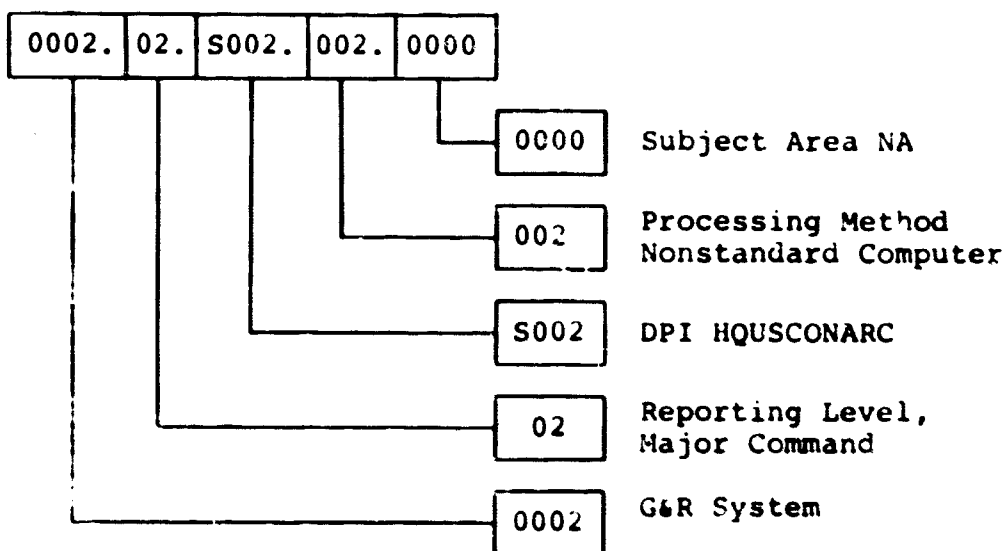 0002. 02. S002. 002. 0000
0000 Subject Area NA
002 Processing Method
Nonstandard Computer
S002 DPI HQUSCONARC
02 Reporting Level,
Major Command
0002 G&R System